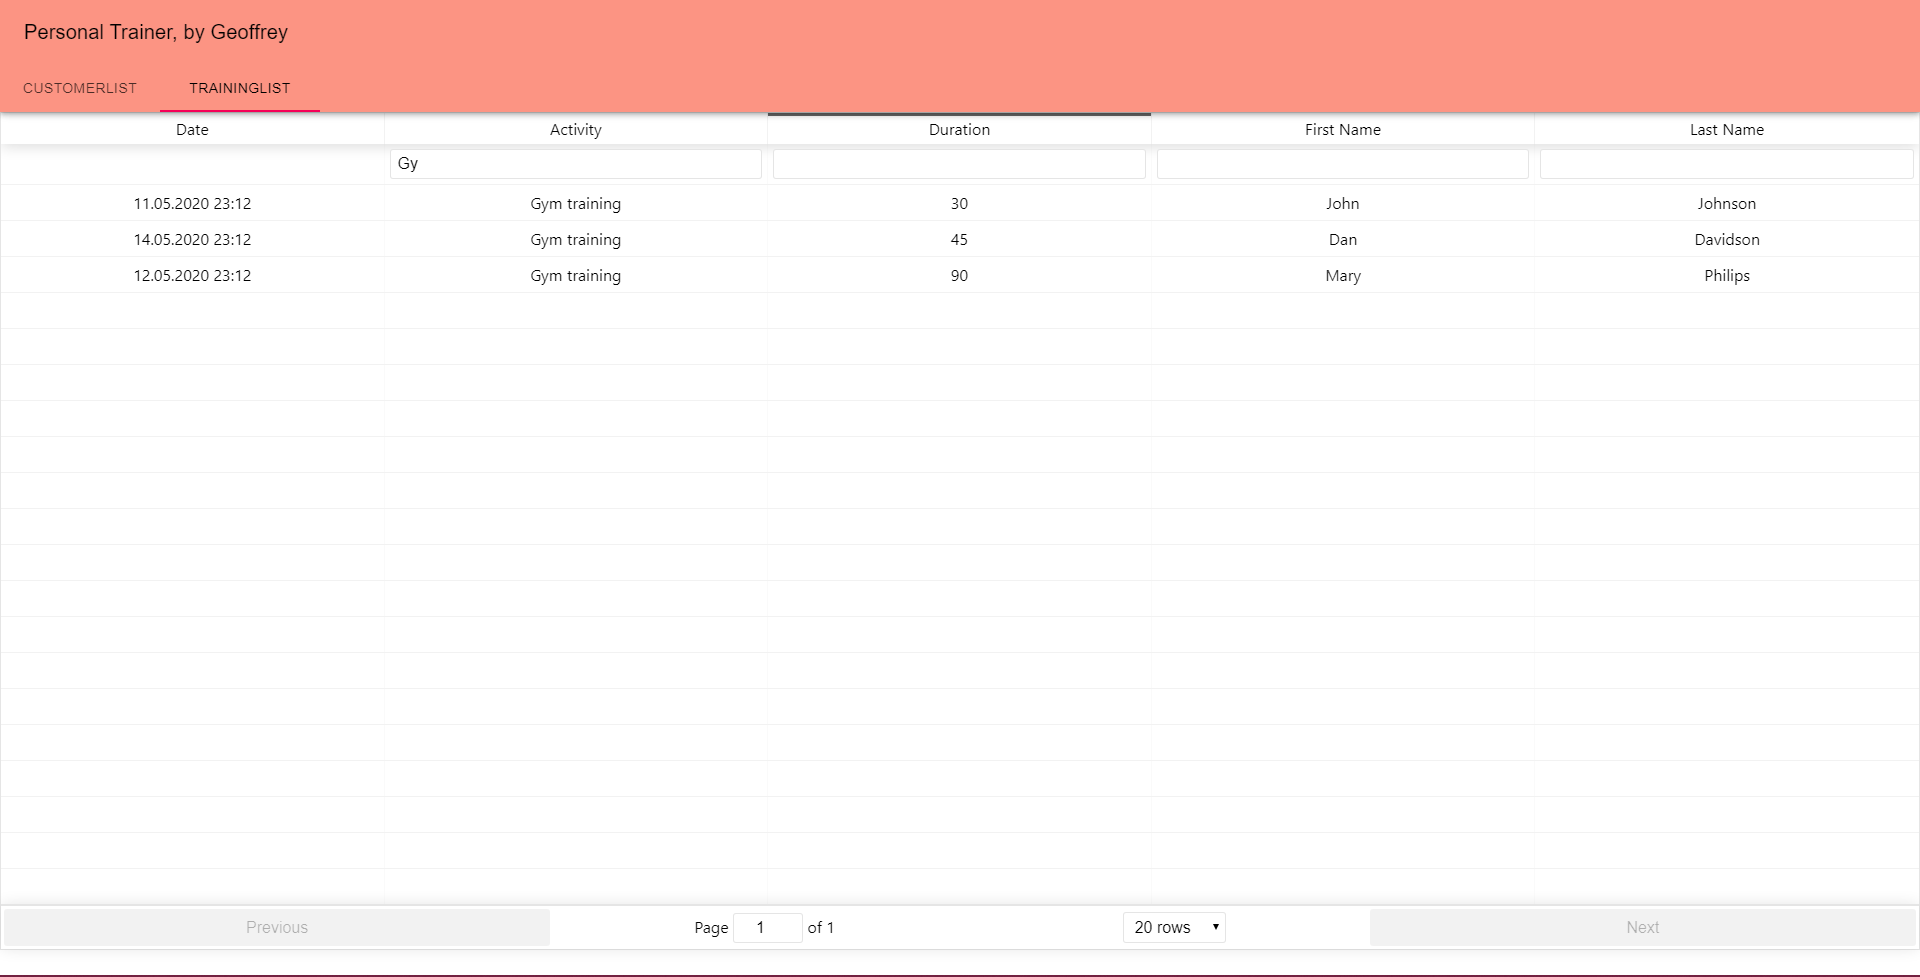 Personal Trainer, by Geoffrey
CUSTOMERLIST TRAININGLIST
Date Activity Duration First Name Last Name
Gy
11.05.2020 23:12 Gym training 30 John Johnson
14.05.2020 23:12 Gym training 45 Dan Davidson
12.05.2020 23:12 Gym training 90 Mary Philips
Previous Page 1 of 1 20 rows Next